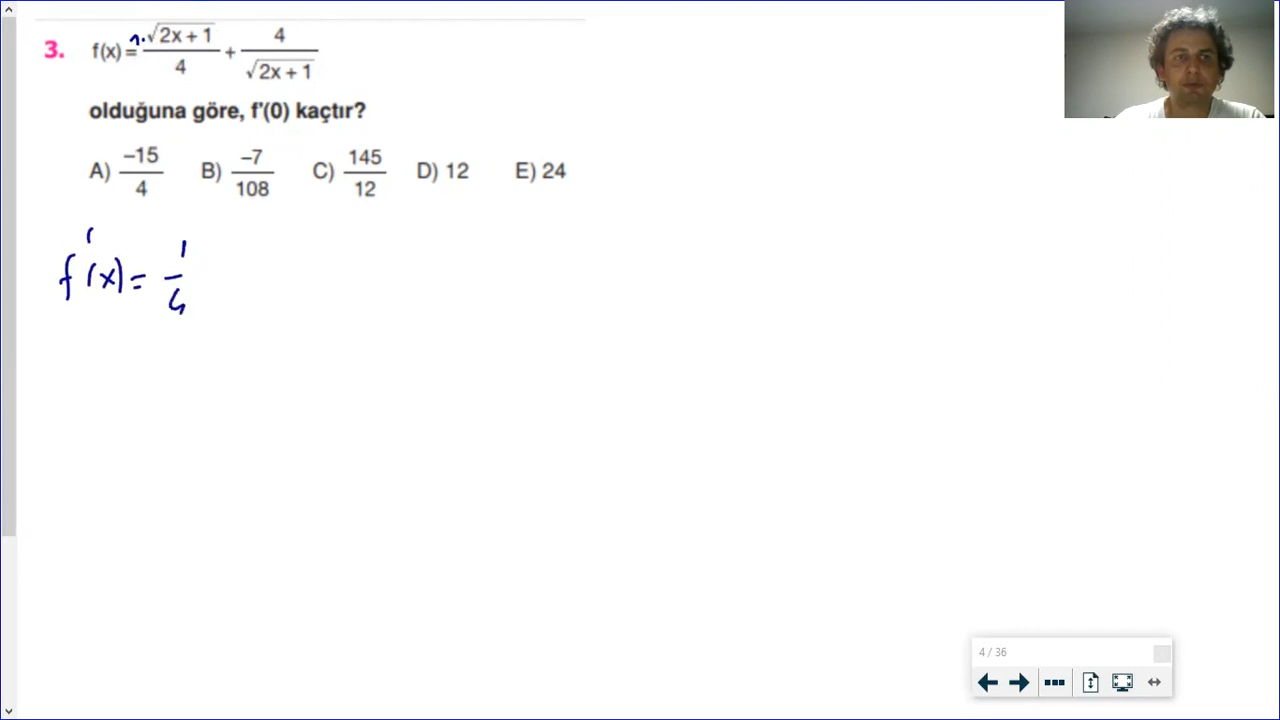 3. f(x) = 1.√(2x + 1) / 4 + 4 / √(2x + 1)
olduğuna göre, f'(0) kaçtır?
A) –15/4 B) –7/108 C) 145/12 D) 12 E) 24
f'(x) = 1/4
4 / 36